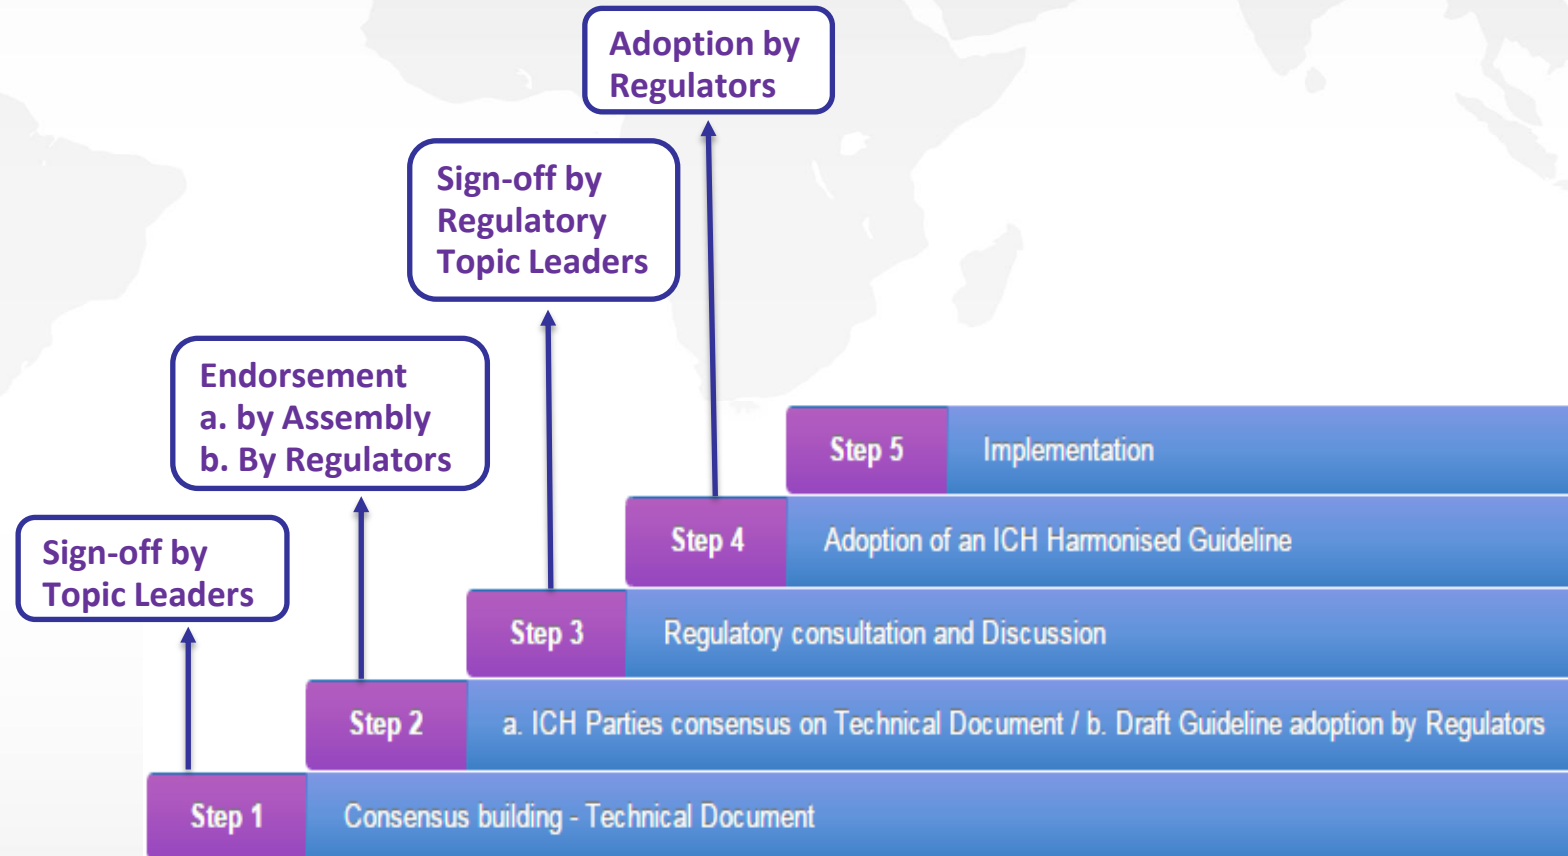 Adoption by
Regulators
Sign-off by
Regulatory
Topic Leaders
Endorsement
a. by Assembly
b. By Regulators
Sign-off by
Topic Leaders
Step 5 Implementation
Step 4 Adoption of an ICH Harmonised Guideline
Step 3 Regulatory consultation and Discussion
Step 2 a. ICH Parties consensus on Technical Document / b. Draft Guideline adoption by Regulators
Step 1 Consensus building - Technical Document